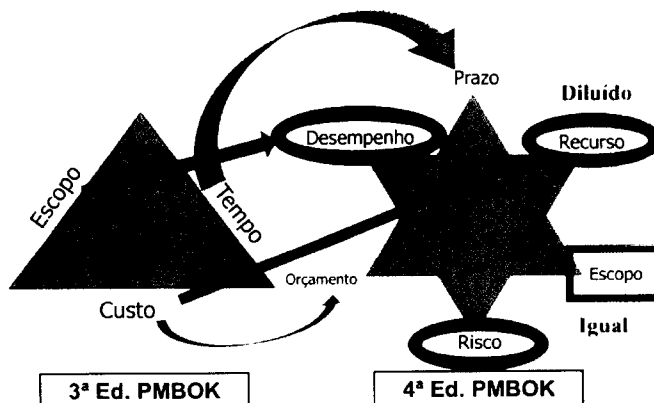 Prazo
Diluído
Desempenho
Recurso
Escopo
Tempo
Orçamento
Escopo
Custo
Igual
Risco
3ª Ed. PMBOK
4ª Ed. PMBOK